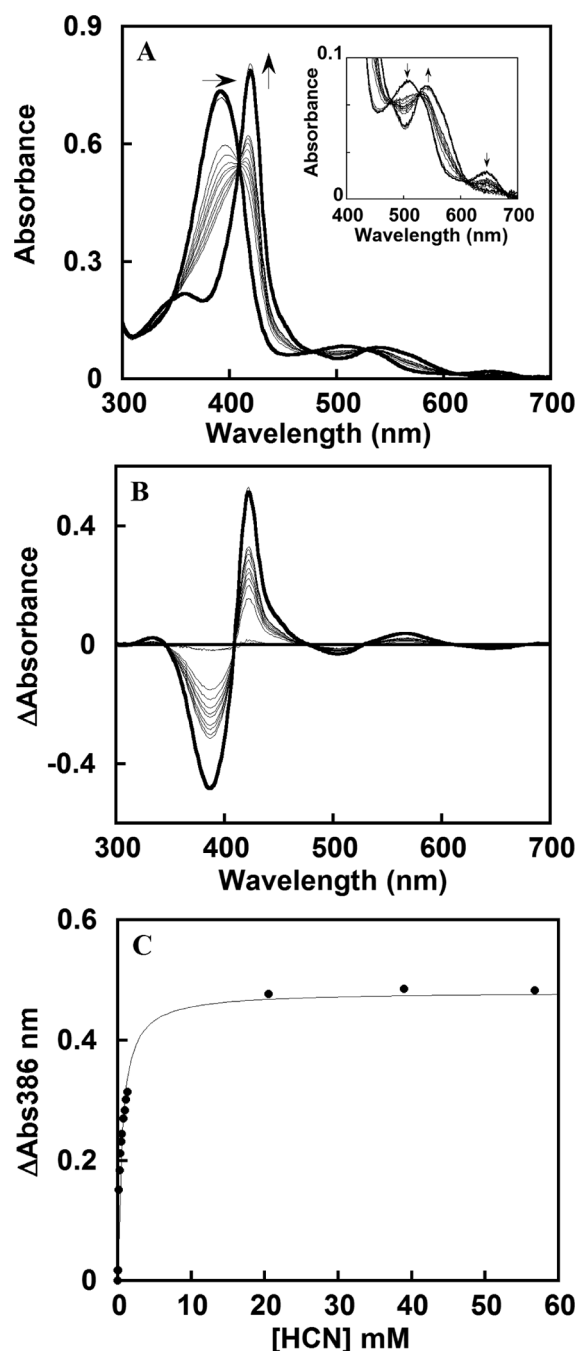 A
0.9
0.6
0.3
0
Absorbance
300 400 500 600 700
Wavelength (nm)
0.1
0
Absorbance
400 500 600 700
Wavelength (nm)
B
0.4
0
-0.4
ΔAbsorbance
300 400 500 600 700
Wavelength (nm)
C
0.6
0.4
0.2
0
ΔAbs386 nm
0 10 20 30 40 50 60
[HCN] mM